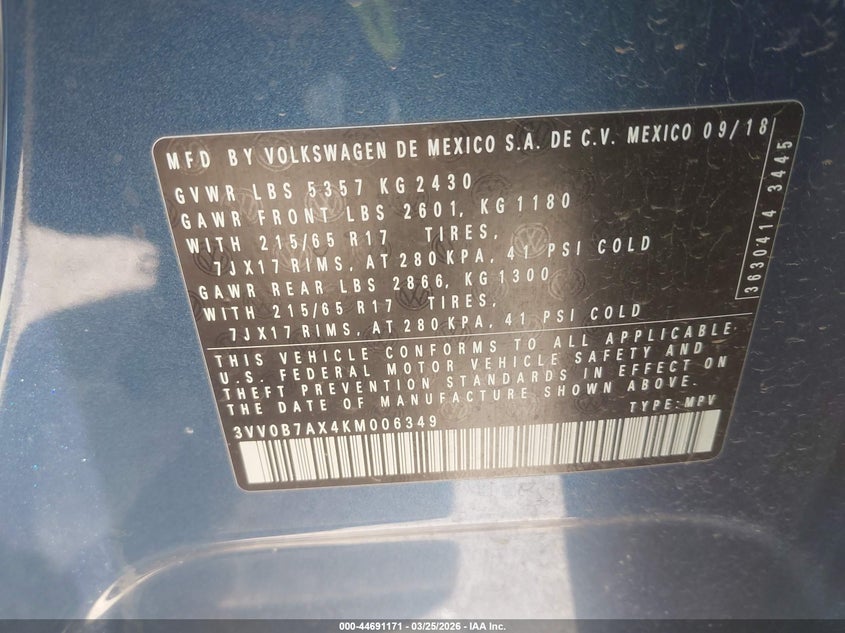 MFD BY VOLKSWAGEN DE MEXICO S.A. DE C.V. MEXICO 09/18
GVWR LBS 5357 KG 2430
GAWR FRONT LBS 2601, KG 1180
WITH 215/65 R17 TIRES,
7JX17 RIMS, AT 280KPA, 41 PSI COLD
GAWR REAR LBS 2866, KG 1300
WITH 215/65 R17 TIRES,
7JX17 RIMS, AT 280KPA, 41 PSI COLD
3630414 3445
THIS VEHICLE CONFORMS TO ALL APPLICABLE
U.S. FEDERAL MOTOR VEHICLE SAFETY AND
THEFT PREVENTION STANDARDS IN EFFECT ON
THE DATE OF MANUFACTURE SHOWN ABOVE.
TYPE: MPV
3VV0B7AX4KM006349
000-44691171 | 03/25/2026 | IAA Inc.